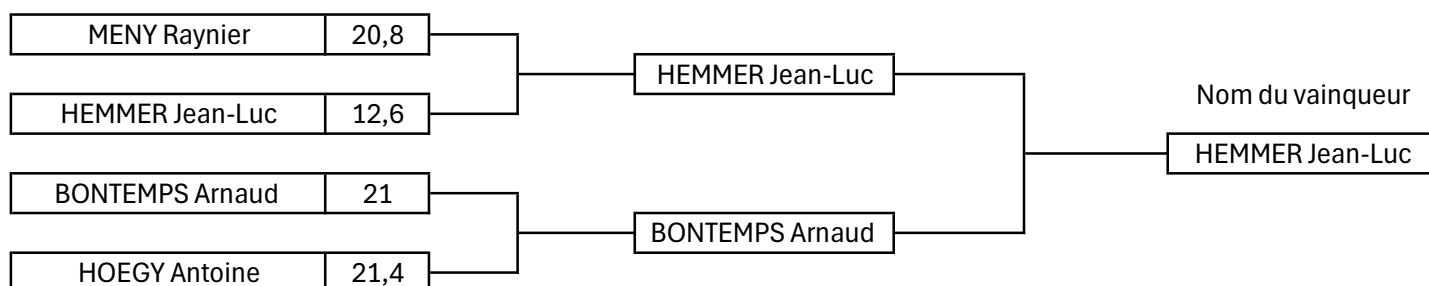 MENY Raynier 20,8
HEMMER Jean-Luc
HEMMER Jean-Luc 12,6
Nom du vainqueur
HEMMER Jean-Luc
BONTEMPS Arnaud 21
BONTEMPS Arnaud
HOEGY Antoine 21,4